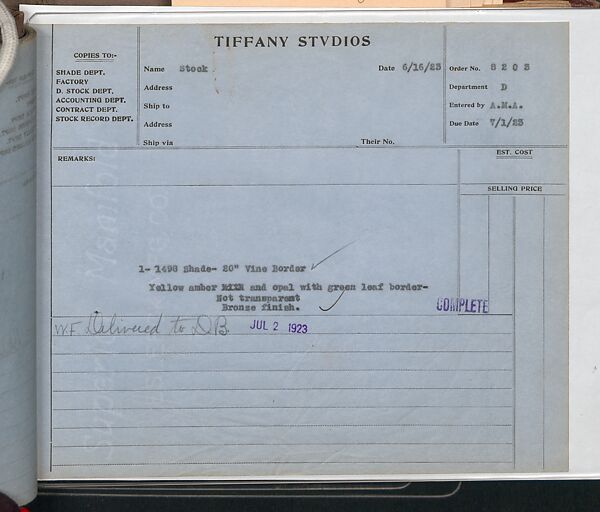 TIFFANY STVDIOS
COPIES TO:-
SHADE DEPT.
FACTORY
D. STOCK DEPT.
ACCOUNTING DEPT.
CONTRACT DEPT.
STOCK RECORD DEPT.
Name Stock Date 6/16/23
Address
Ship to
Address
Ship via Their No.
Order No. 8203
Department D
Entered by A.M.A.
Due Date 7/1/23
REMARKS:
EST. COST
SELLING PRICE
1- 1498 Shade- 20" Vine Border
Yellow amber and opal with green leaf border-
Not transparent
Bronze finish.
COMPLETE
W.F. Delivered to D.B. JUL 2 1923